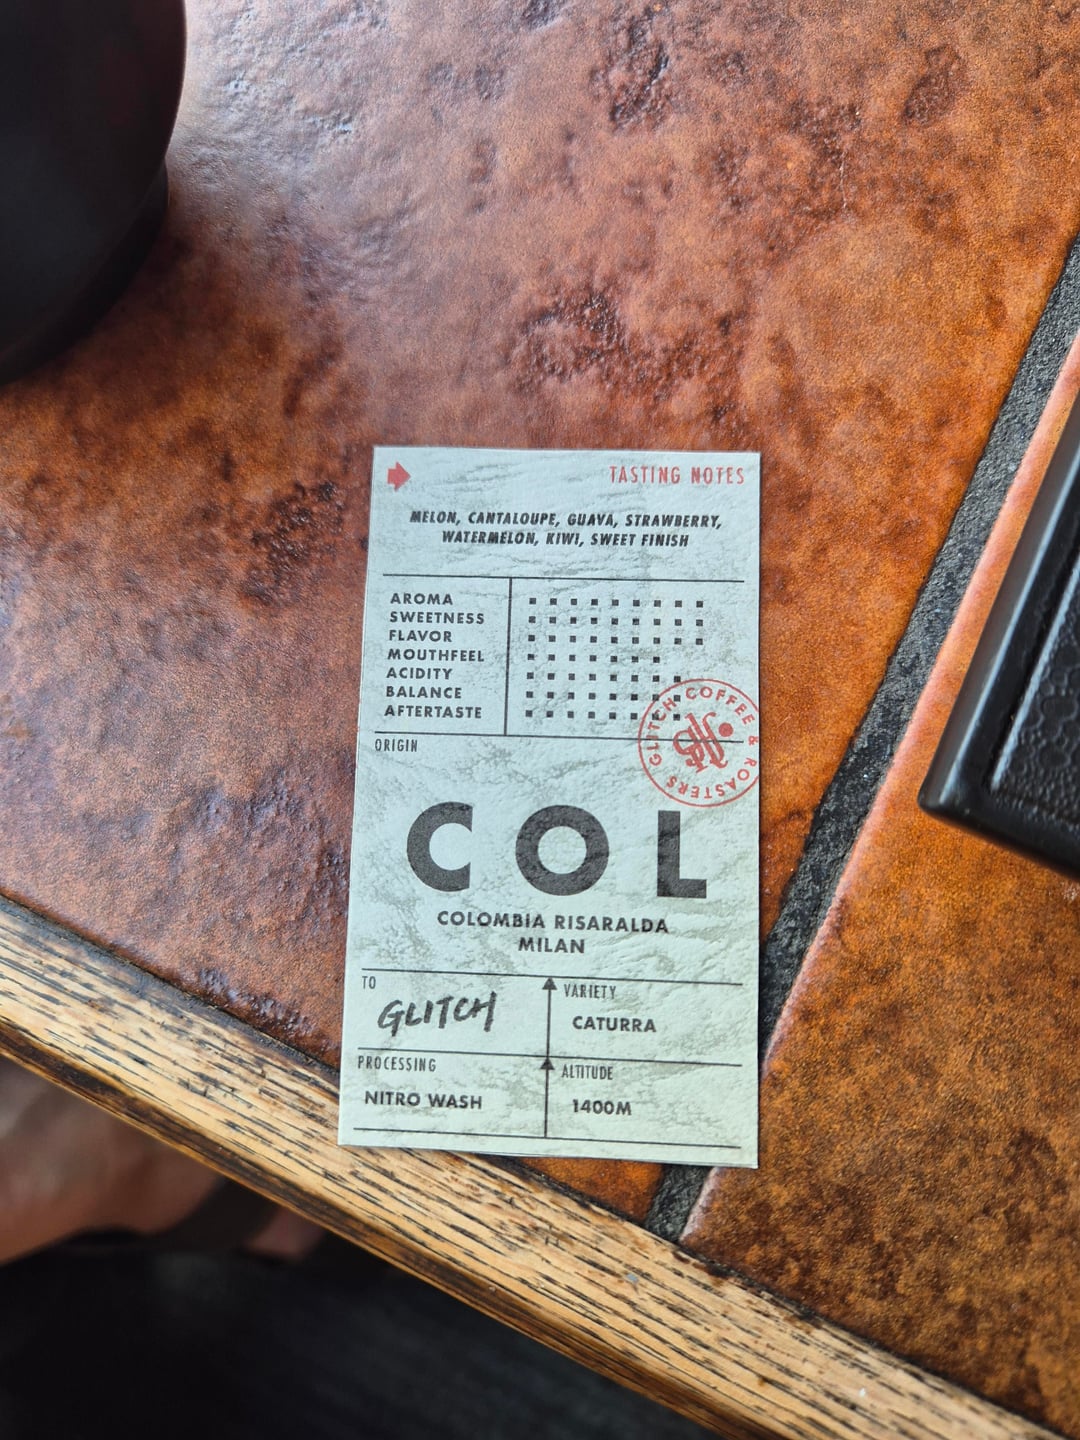 TASTING NOTES
MELON, CANTALOUPE, GUAVA, STRAWBERRY,
WATERMELON, KIWI, SWEET FINISH
AROMA
SWEETNESS
FLAVOR
MOUTHFEEL
ACIDITY
BALANCE
AFTERTASTE
GLITCH COFFEE & ROASTERS
ORIGIN
COL
COLOMBIA RISARALDA
MILAN
TO
GLITCH
VARIETY
CATURRA
PROCESSING
NITRO WASH
ALTITUDE
1400M